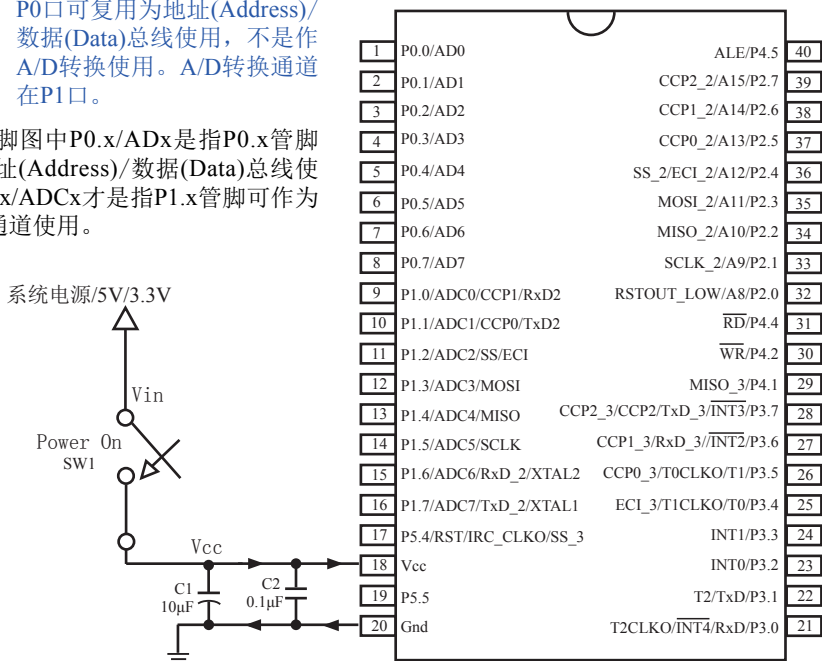 P0口可复用为地址(Address)/
数据(Data)总线使用，不是作
A/D转换使用。A/D转换通道
在P1口。
脚图中P0.x/ADx是指P0.x管脚
址(Address)/数据(Data)总线使
x/ADCx才是指P1.x管脚可作为
通道使用。
系统电源/5V/3.3V
Vin
Power On
SW1
Vcc
C1
10μF
C2
0.1μF
1 P0.0/AD0 ALE/P4.5 40
2 P0.1/AD1 CCP2_2/A15/P2.7 39
3 P0.2/AD2 CCP1_2/A14/P2.6 38
4 P0.3/AD3 CCP0_2/A13/P2.5 37
5 P0.4/AD4 SS_2/ECI_2/A12/P2.4 36
6 P0.5/AD5 MOSI_2/A11/P2.3 35
7 P0.6/AD6 MISO_2/A10/P2.2 34
8 P0.7/AD7 SCLK_2/A9/P2.1 33
9 P1.0/ADC0/CCP1/RxD2 RSTOUT_LOW/A8/P2.0 32
10 P1.1/ADC1/CCP0/TxD2 RD/P4.4 31
11 P1.2/ADC2/SS/ECI WR/P4.2 30
12 P1.3/ADC3/MOSI MISO_3/P4.1 29
13 P1.4/ADC4/MISO CCP2_3/CCP2/TxD_3/INT3/P3.7 28
14 P1.5/ADC5/SCLK CCP1_3/RxD_3//INT2/P3.6 27
15 P1.6/ADC6/RxD_2/XTAL2 CCP0_3/T0CLKO/T1/P3.5 26
16 P1.7/ADC7/TxD_2/XTAL1 ECI_3/T1CLKO/T0/P3.4 25
17 P5.4/RST/IRC_CLKO/SS_3 INT1/P3.3 24
18 Vcc INT0/P3.2 23
19 P5.5 T2/TxD/P3.1 22
20 Gnd T2CLKO/INT4/RxD/P3.0 21